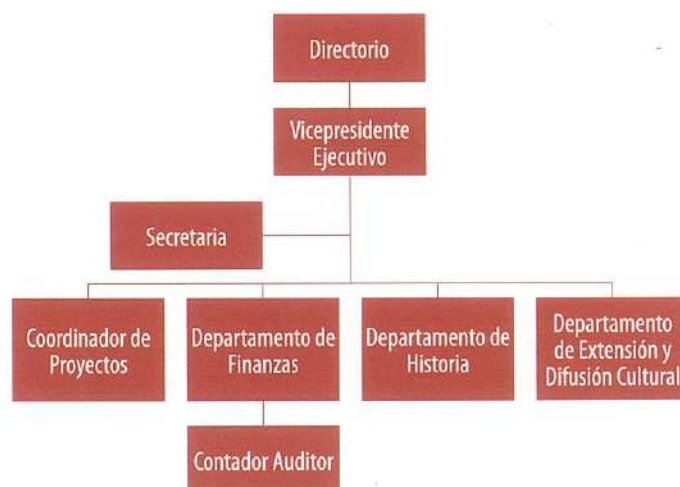 Directorio
Vicepresidente
Ejecutivo
Secretaria
Coordinador de
Proyectos
Departamento de
Finanzas
Departamento de
Historia
Departamento
de Extensión y
Difusión Cultural
Contador Auditor